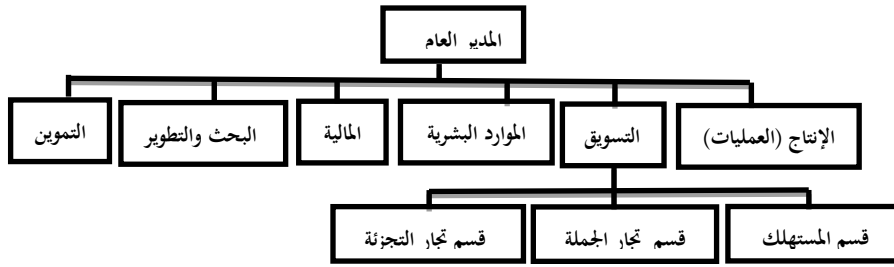 المدير العام
الإنتاج (العمليات)
التسويق
الموارد البشرية
المالية
البحث والتطوير
التموين
قسم المستهلك
قسم تجار الجملة
قسم تجار التجزئة